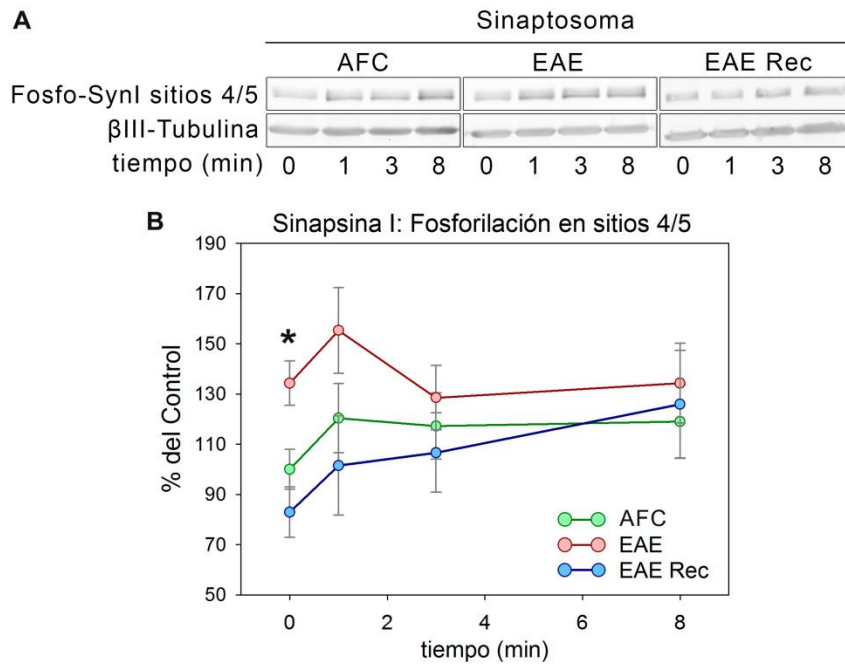 A
Sinaptosoma
AFC EAE EAE Rec
Fosfo-SynI sitios 4/5
βIII-Tubulina
tiempo (min) 0 1 3 8 0 1 3 8 0 1 3 8
B Sinapsina I: Fosforilación en sitios 4/5
190
170
150
130
110
90
70
50
% del Control
*
AFC
EAE
EAE Rec
0 2 4 6 8
tiempo (min)